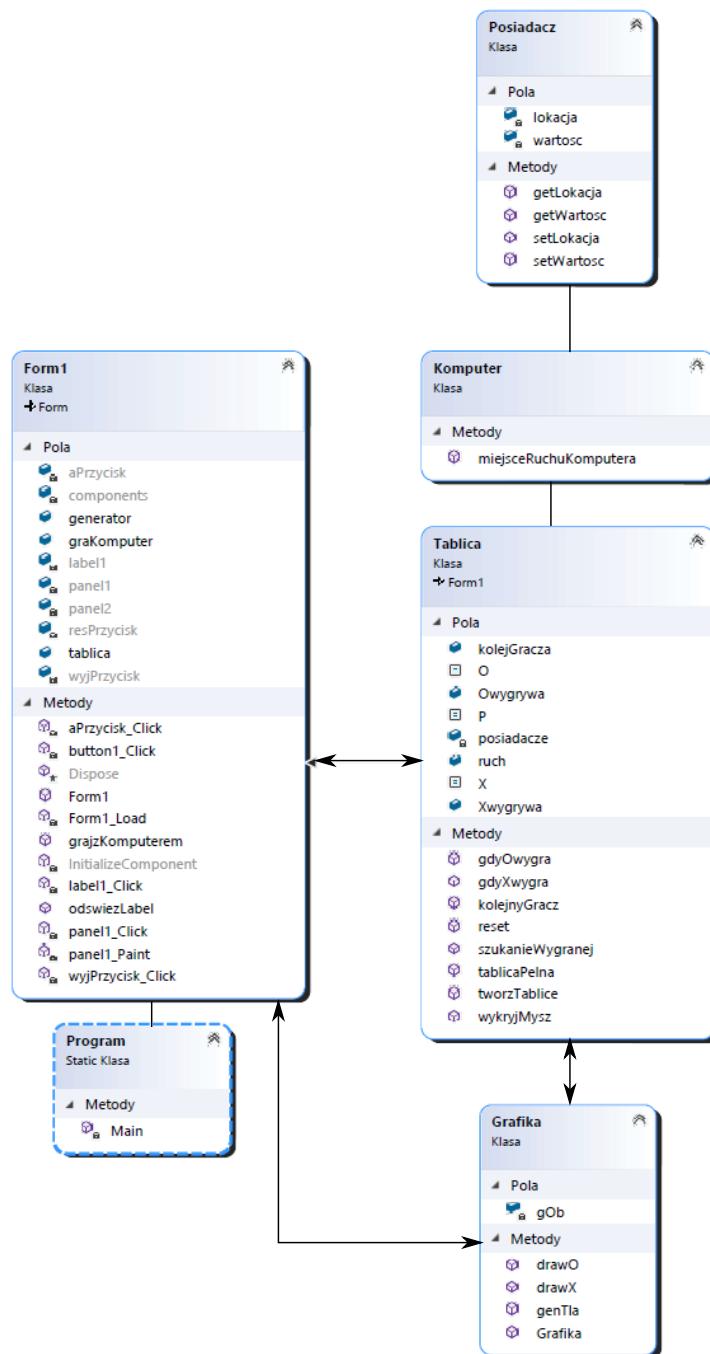 Posiadacz
Klasa
Pola
lokacja
wartosc
Metody
getLokacja
getWartosc
setLokacja
setWartosc
Form1
Klasa
Form
Pola
aPrzycisk
components
generator
graKomputer
label1
panel1
panel2
resPrzycisk
tablica
wyjPrzycisk
Metody
aPrzycisk_Click
button1_Click
Dispose
Form1
Form1_Load
grajzKomputerem
InitializeComponent
label1_Click
odswiezLabel
panel1_Click
panel1_Paint
wyjPrzycisk_Click
Komputer
Klasa
Metody
miejsceRuchuKomputera
Tablica
Klasa
Form1
Pola
kolejGracza
O
Owygrywa
P
posiadacze
ruch
X
Xwygrywa
Metody
gdyOwygra
gdyXwygra
kolejnyGracz
reset
szukanieWygranej
tablicaPelna
tworzTablice
wykryjMysz
Program
Static Klasa
Metody
Main
Grafika
Klasa
Pola
gOb
Metody
drawO
drawX
genTla
Grafika